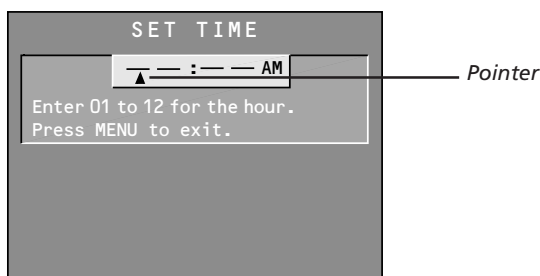 SET TIME
— — : — — AM
Pointer
Enter 01 to 12 for the hour.
Press MENU to exit.